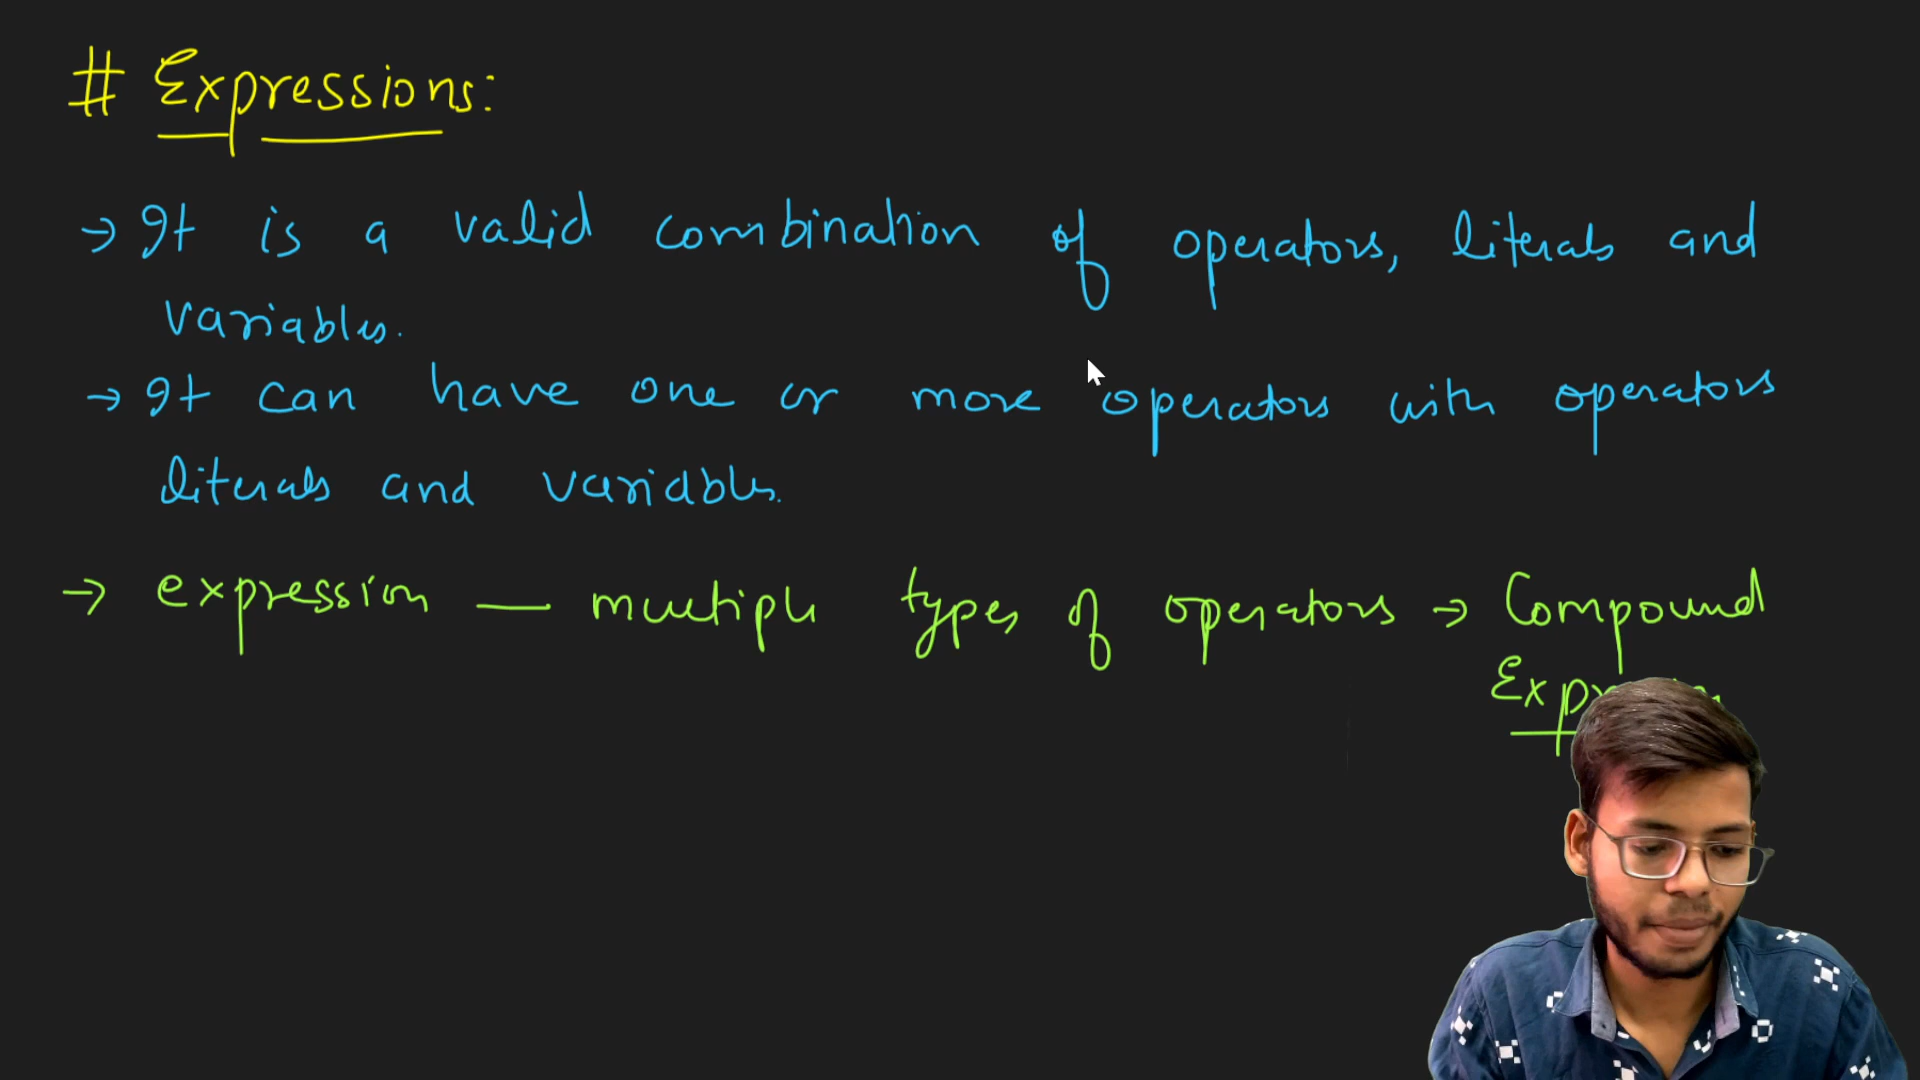 # Expressions:
→ It is a valid combination of operators, literals and
variables.
→ It can have one or more operators with operators
literals and variables.
→ expression — multiple types of operators → Compound